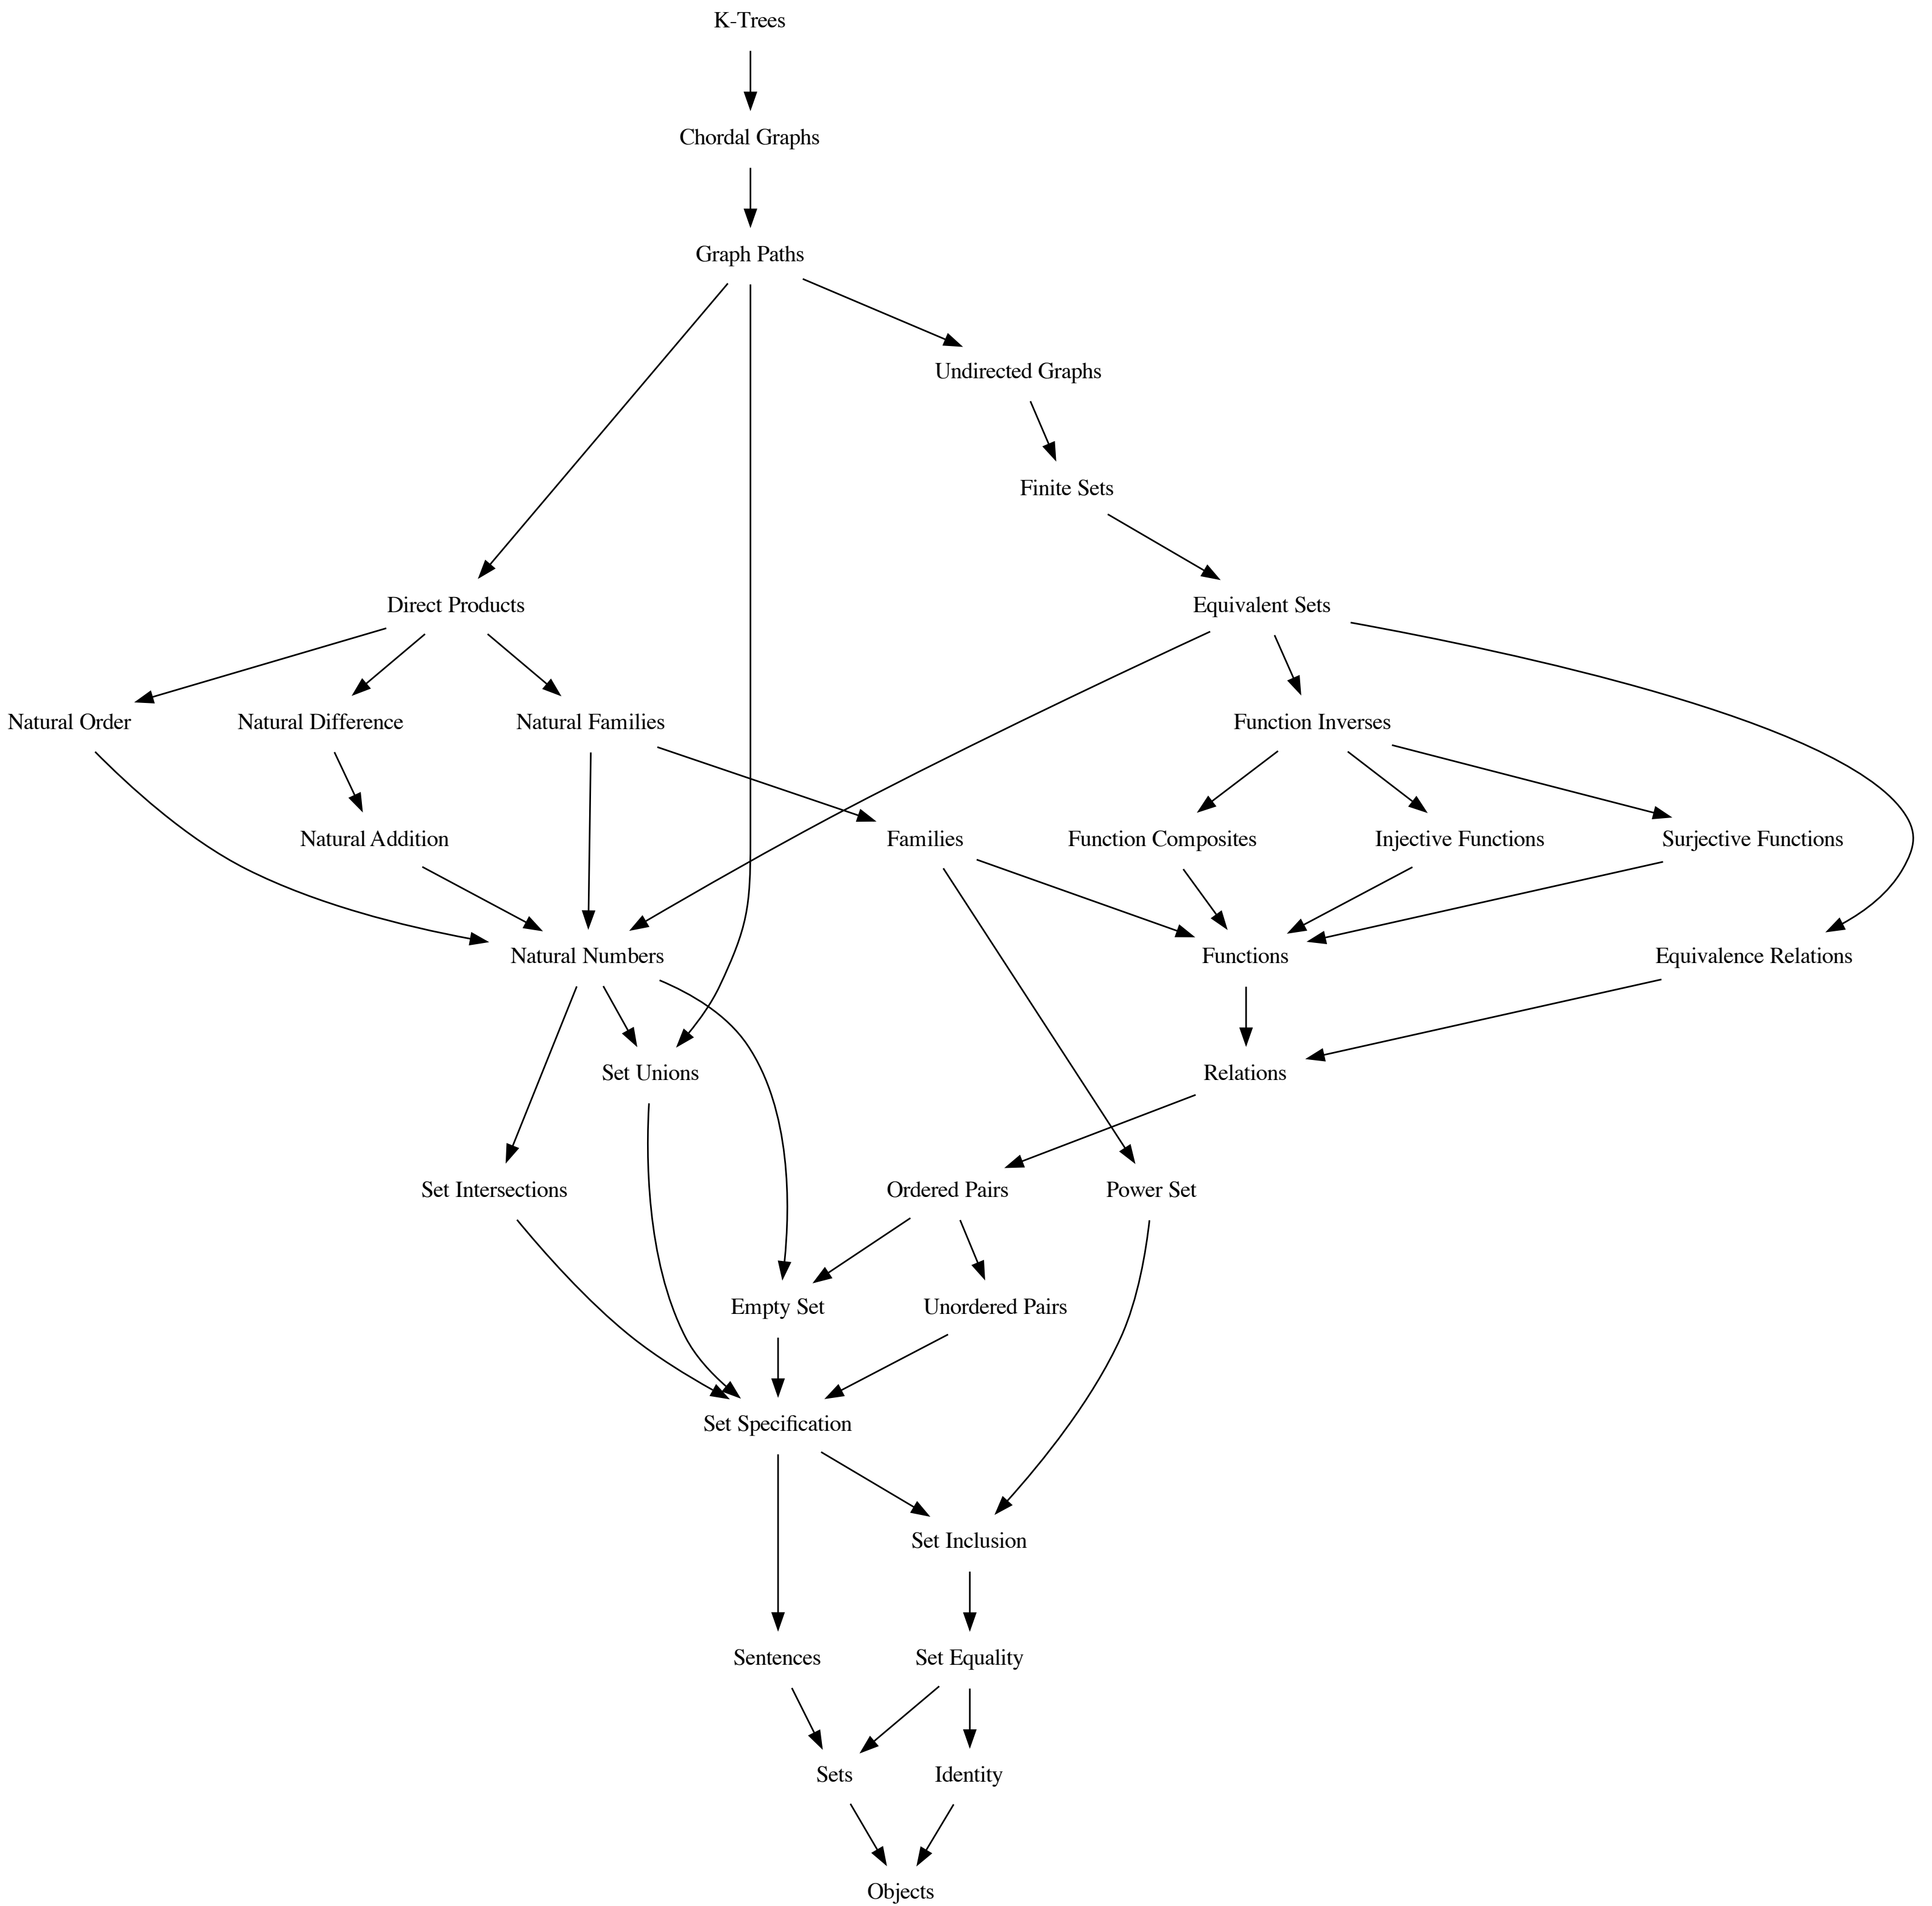 K-Trees
Chordal Graphs
Graph Paths
Undirected Graphs
Finite Sets
Direct Products
Equivalent Sets
Natural Order
Natural Difference
Natural Families
Function Inverses
Natural Addition
Families
Function Composites
Injective Functions
Surjective Functions
Natural Numbers
Functions
Equivalence Relations
Set Unions
Relations
Set Intersections
Ordered Pairs
Power Set
Empty Set
Unordered Pairs
Set Specification
Set Inclusion
Sentences
Set Equality
Sets
Identity
Objects